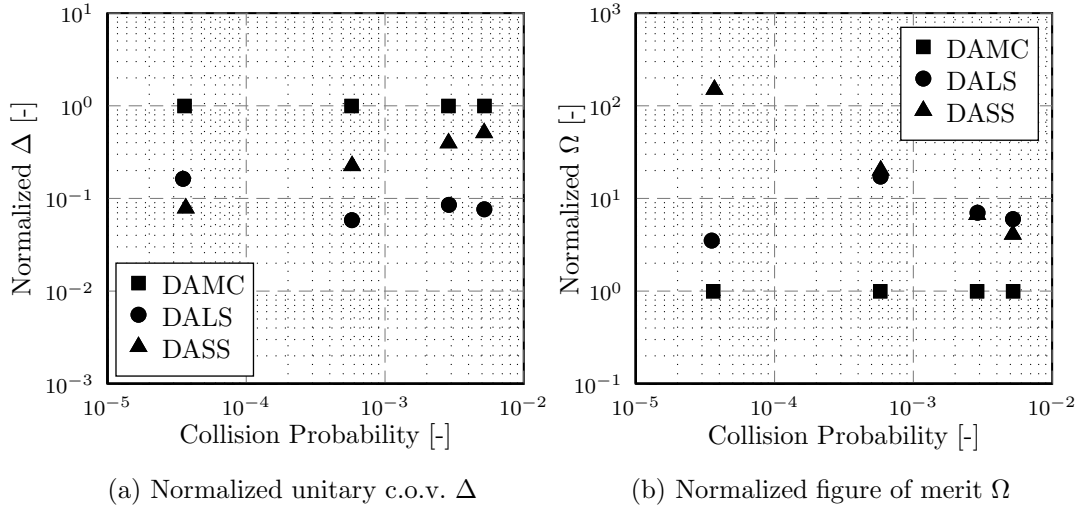 10^1
10^0
10^−1
10^−2
10^−3
Normalized Δ [-]
DAMC
DALS
DASS
10^−5
10^−4
10^−3
10^−2
Collision Probability [-]
(a) Normalized unitary c.o.v. Δ
10^3
10^2
10^1
10^0
10^−1
Normalized Ω [-]
DAMC
DALS
DASS
10^−5
10^−4
10^−3
10^−2
Collision Probability [-]
(b) Normalized figure of merit Ω